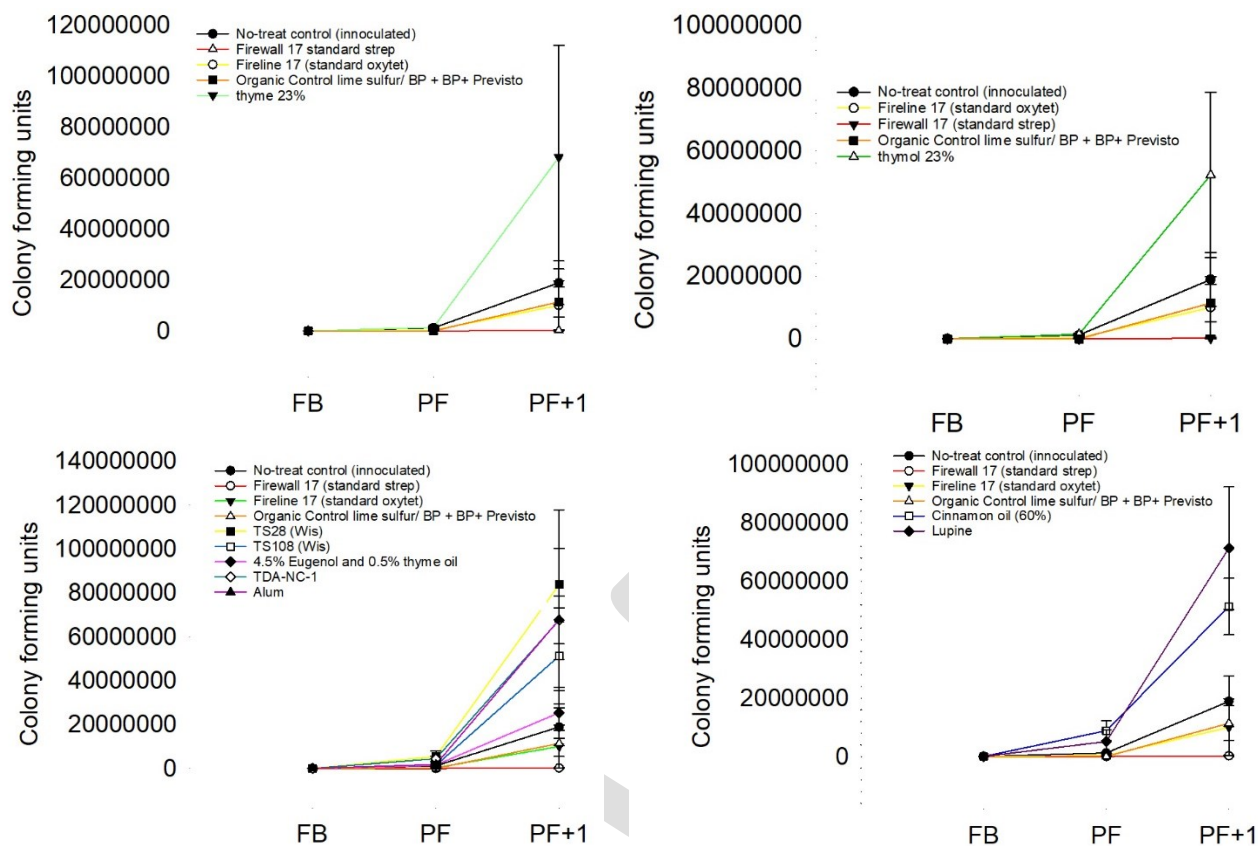 120000000
100000000
80000000
60000000
40000000
20000000
0
Colony forming units
No-treat control (innoculated)
Firewall 17 standard strep
Fireline 17 (standard oxytet)
Organic Control lime sulfur/ BP + BP+ Previsto
thyme 23%
FB PF PF+1
100000000
80000000
60000000
40000000
20000000
0
Colony forming units
No-treat control (innoculated)
Fireline 17 (standard oxytet)
Firewall 17 (standard strep)
Organic Control lime sulfur/ BP + BP+ Previsto
thymol 23%
FB PF PF+1
140000000
120000000
100000000
80000000
60000000
40000000
20000000
0
Colony forming units
No-treat control (innoculated)
Firewall 17 (standard strep)
Fireline 17 (standard oxytet)
Organic Control lime sulfur/ BP + BP+ Previsto
TS28 (Wis)
TS108 (Wis)
4.5% Eugenol and 0.5% thyme oil
TDA-NC-1
Alum
FB PF PF+1
100000000
80000000
60000000
40000000
20000000
0
Colony forming units
No-treat control (innoculated)
Firewall 17 (standard strep)
Fireline 17 (standard oxytet)
Organic Control lime sulfur/ BP + BP+ Previsto
Cinnamon oil (60%)
Lupine
FB PF PF+1